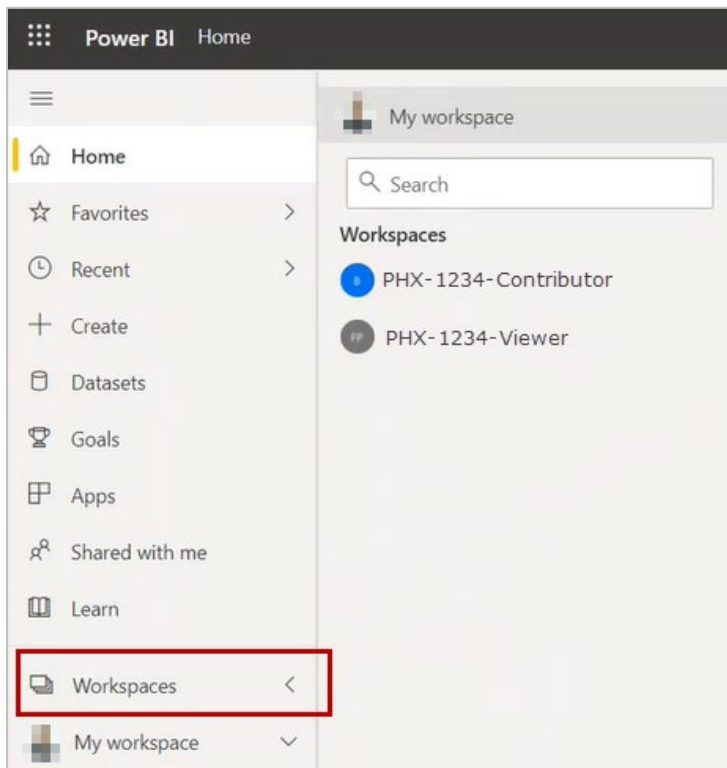 Power BI Home
Home
Favorites
Recent
Create
Datasets
Goals
Apps
Shared with me
Learn
Workspaces
My workspace
My workspace
Search
Workspaces
B PHX-1234-Contributor
FP PHX-1234-Viewer